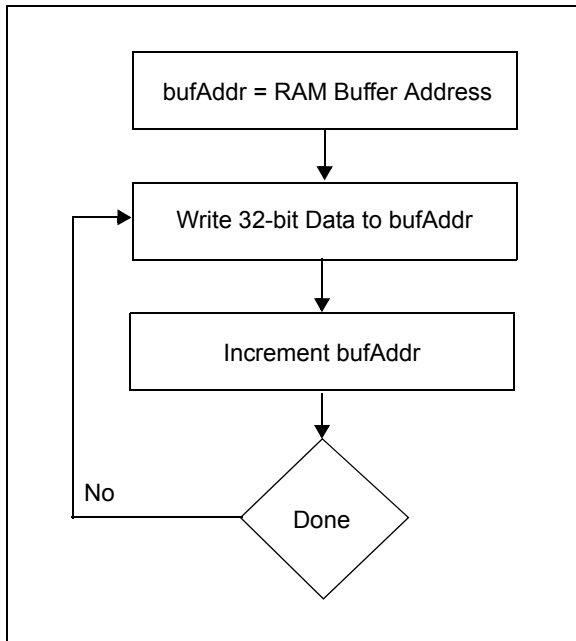 bufAddr = RAM Buffer Address
Write 32-bit Data to bufAddr
Increment bufAddr
No
Done